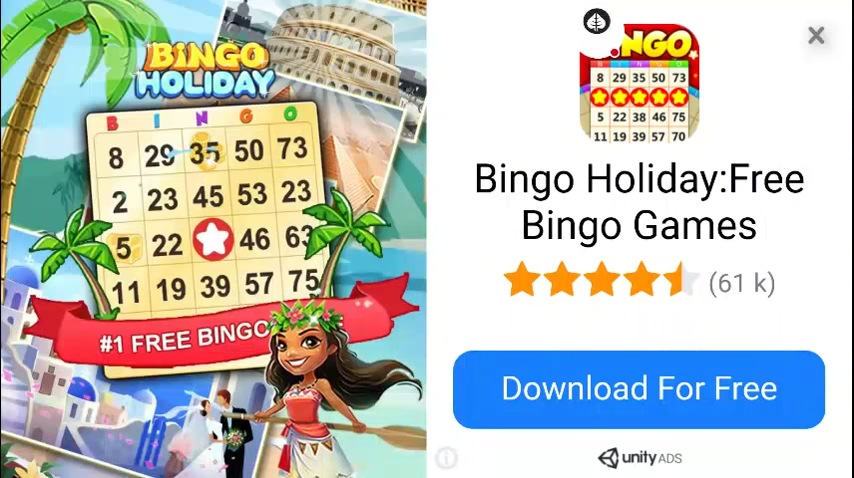 BINGO
HOLIDAY
B I N G O
8 29 35 50 73
2 23 45 53 23
5 22 46 63
11 19 39 57 75
#1 FREE BINGO
NGO
B I N G O
8 29 35 50 73
5 22 38 46 75
11 19 39 57 70
Bingo Holiday:Free
Bingo Games
(61 k)
Download For Free
unity ADS